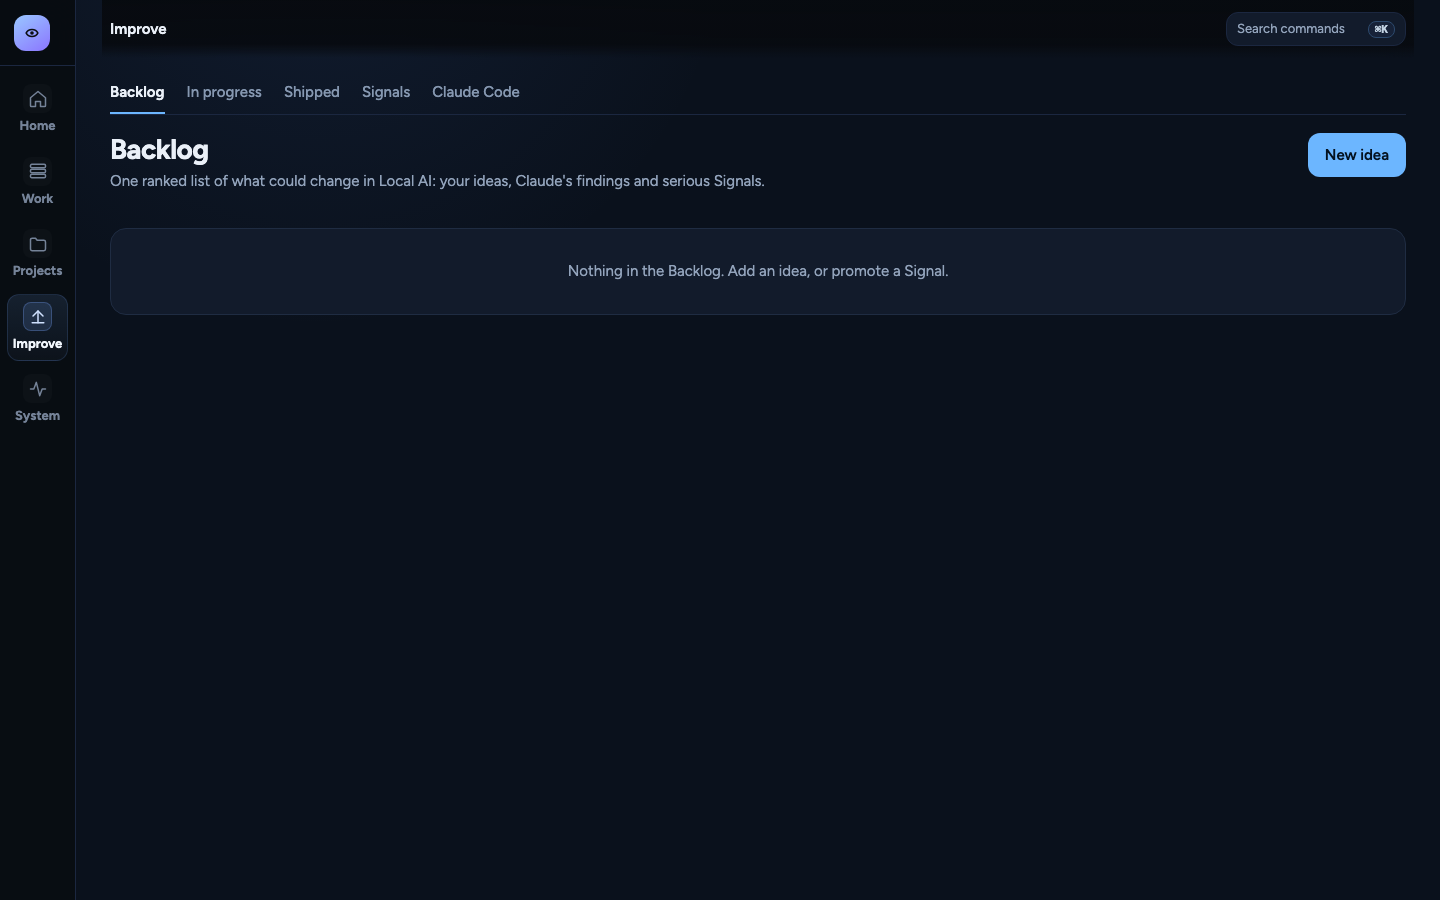 Improve
Search commands ⌘K
Home
Work
Projects
Improve
System
Backlog In progress Shipped Signals Claude Code
Backlog
New idea
One ranked list of what could change in Local AI: your ideas, Claude's findings and serious Signals.
Nothing in the Backlog. Add an idea, or promote a Signal.